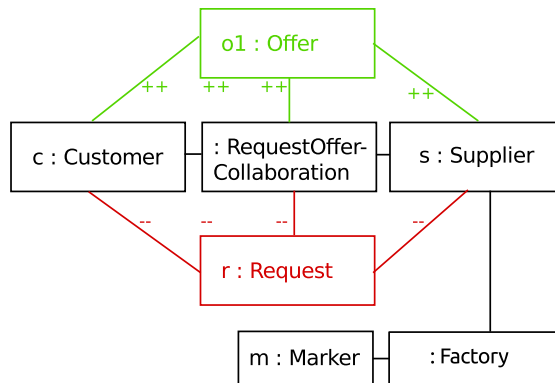 o1 : Offer
++ ++ ++ ++
c : Customer
: RequestOffer-
Collaboration
s : Supplier
-- -- -- --
r : Request
m : Marker
: Factory